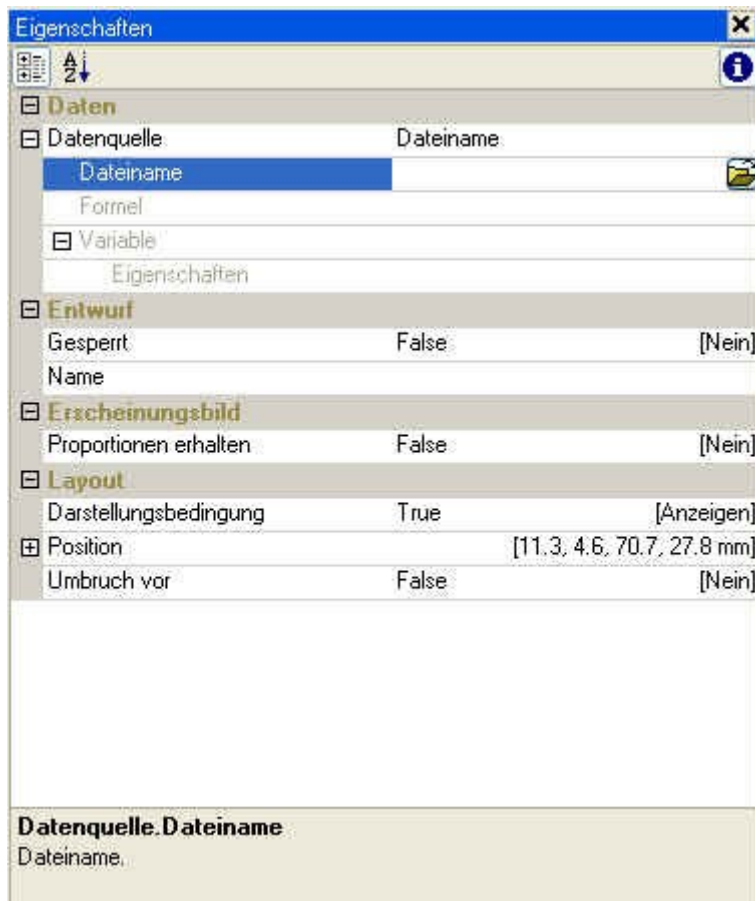 Eigenschaften
Daten
Datenquelle Dateiname
Dateiname
Formel
Variable
Eigenschaften
Entwurf
Gesperrt False [Nein]
Name
Erscheinungsbild
Proportionen erhalten False [Nein]
Layout
Darstellungsbedingung True [Anzeigen]
Position [11.3, 4.6, 70.7, 27.8 mm]
Umbruch vor False [Nein]
Datenquelle.Dateiname
Dateiname.